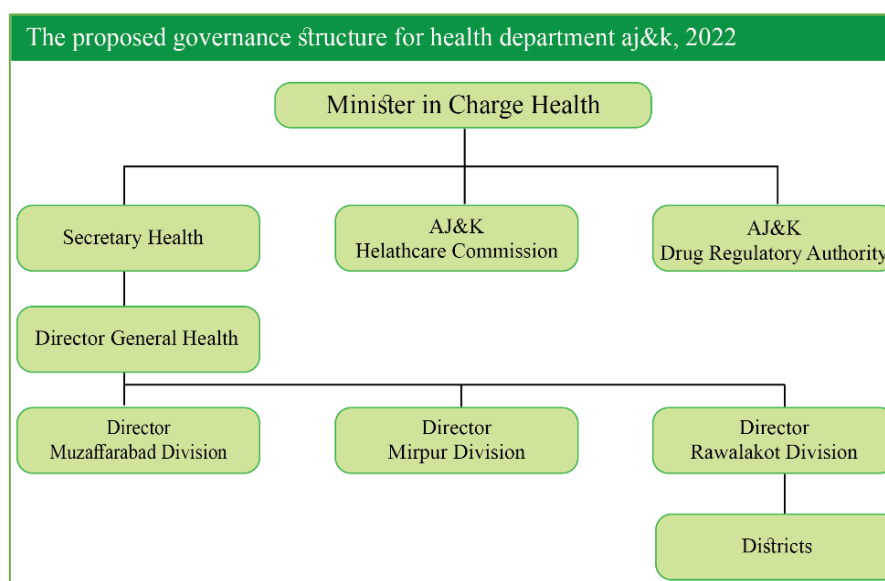 The proposed governance structure for health department aj&k, 2022
Minister in Charge Health
Secretary Health
AJ&K
Helathcare Commission
AJ&K
Drug Regulatory Authority
Director General Health
Director
Muzaffarabad Division
Director
Mirpur Division
Director
Rawalakot Division
Districts